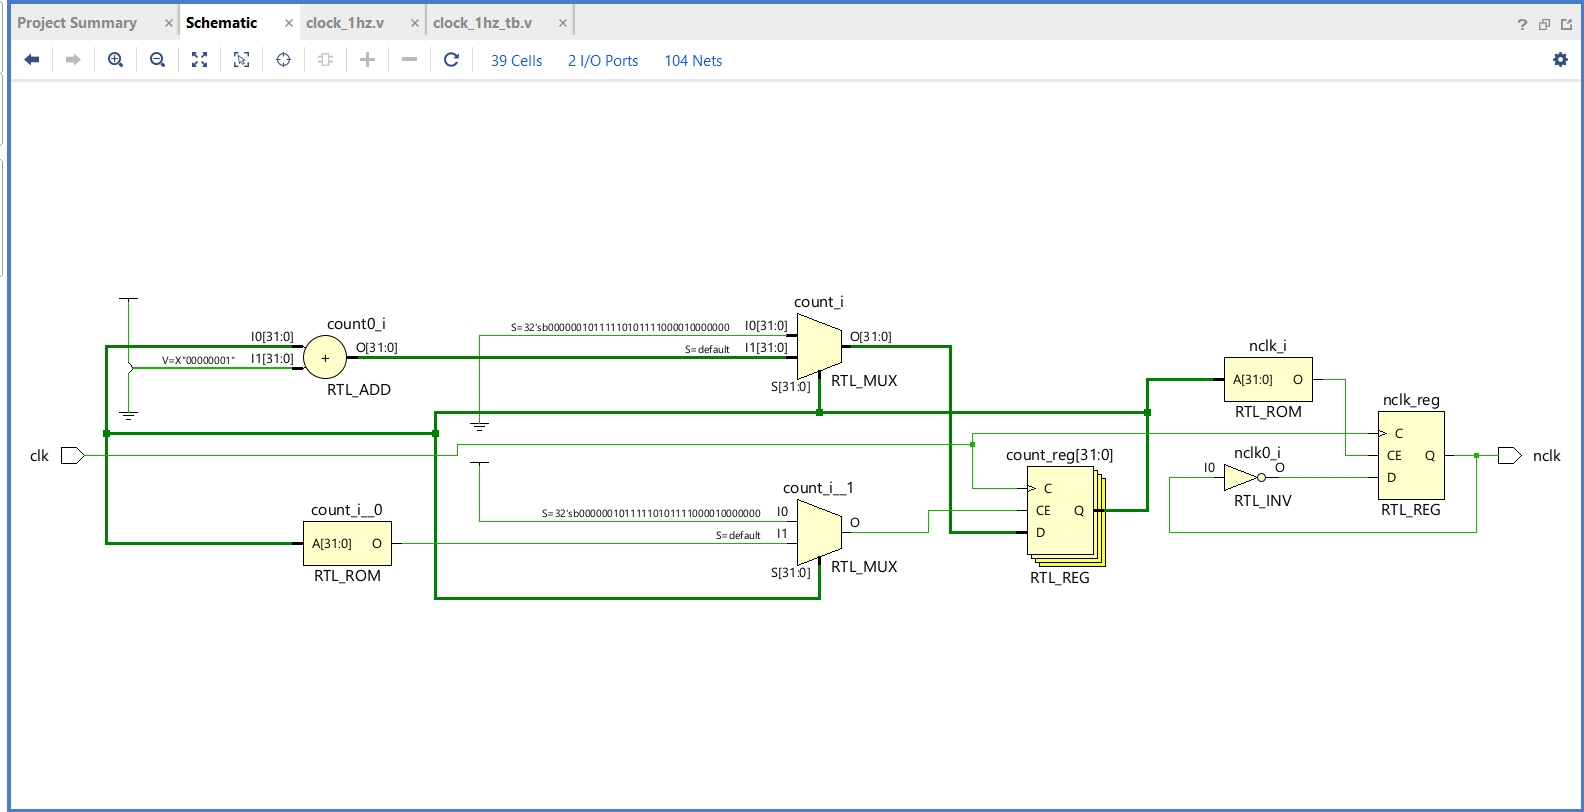 Project Summary
Schematic
clock_1hz.v
clock_1hz_tb.v
39 Cells
2 I/O Ports
104 Nets
count_i
count0_i
S=32'sb00000010111110101111000010000000
I0[31:0]
I0[31:0]
O[31:0]
O[31:0]
V=X"00000001"
I1[31:0]
+
S=default
I1[31:0]
RTL_ADD
S[31:0]
RTL_MUX
nclk_i
A[31:0]
O
RTL_ROM
nclk_reg
C
CE
Q
D
RTL_REG
clk
nclk
nclk0_i
I0
O
RTL_INV
count_reg[31:0]
C
CE
Q
D
RTL_REG
count_i__1
S=32'sb00000010111110101111000010000000
I0
O
S=default
I1
S[31:0]
RTL_MUX
count_i__0
A[31:0]
O
RTL_ROM